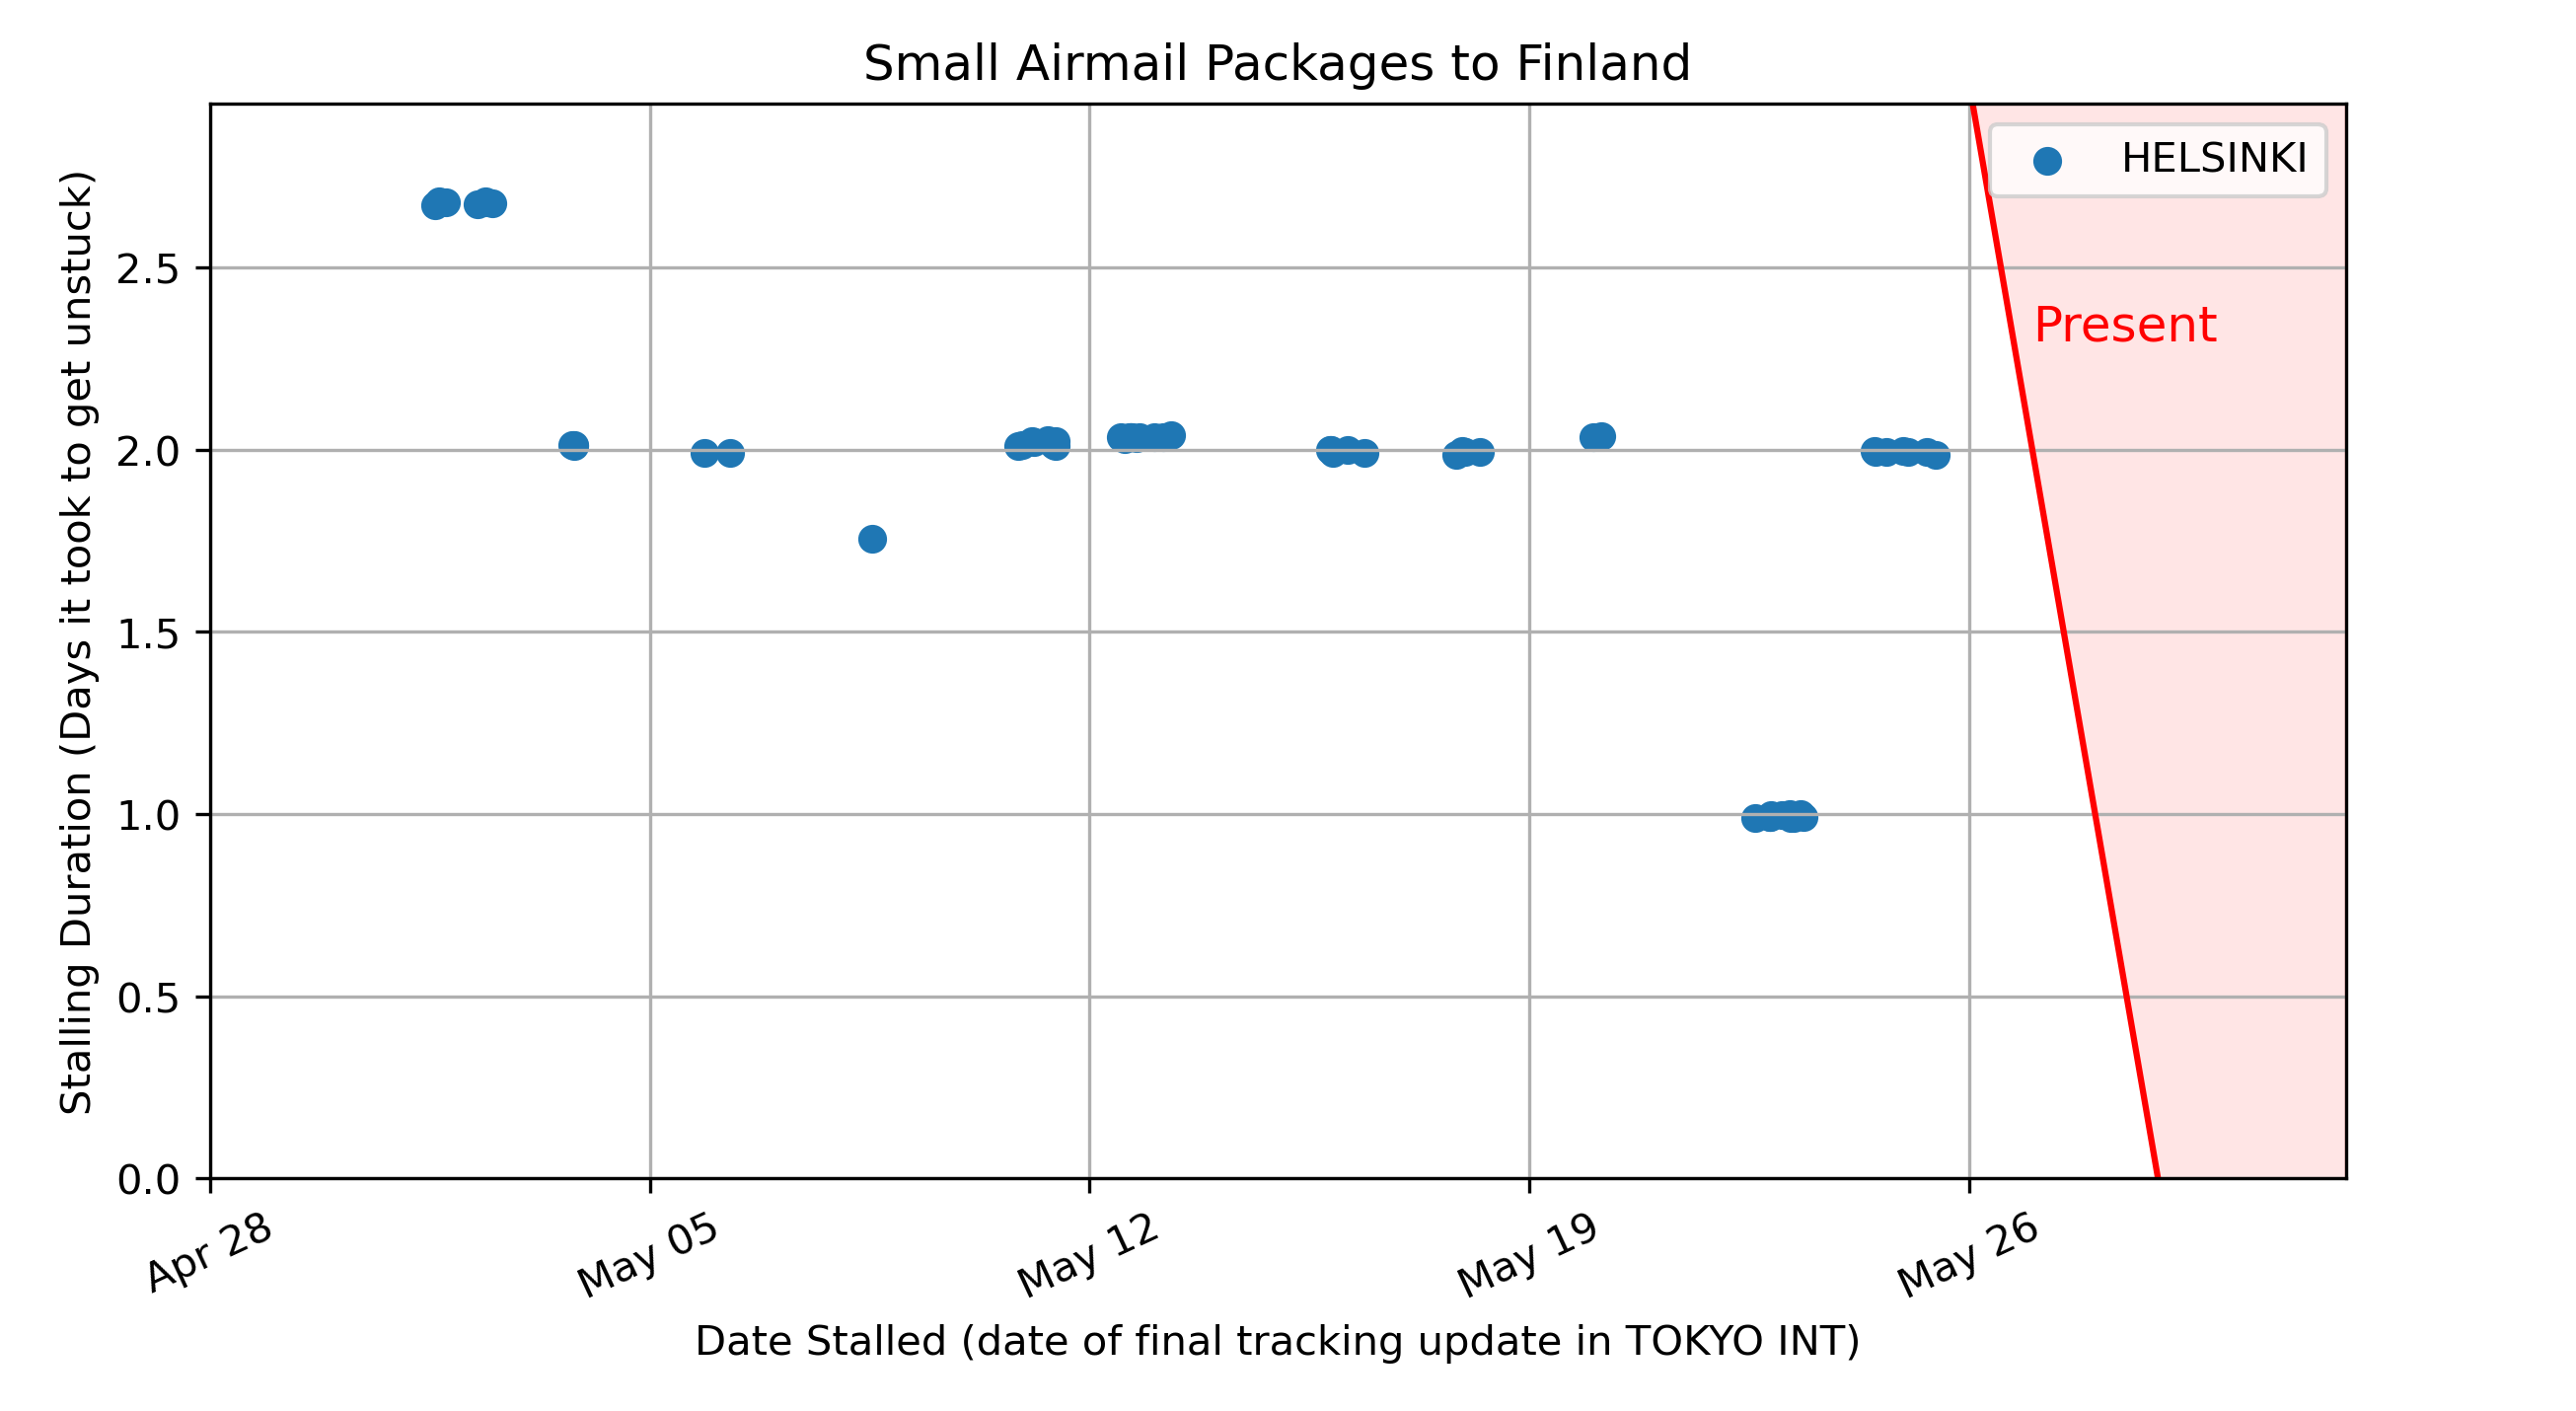 Small Airmail Packages to Finland
HELSINKI
Present
Stalling Duration (Days it took to get unstuck)
2.5
2.0
1.5
1.0
0.5
0.0
Apr 28
May 05
May 12
May 19
May 26
Date Stalled (date of final tracking update in TOKYO INT)